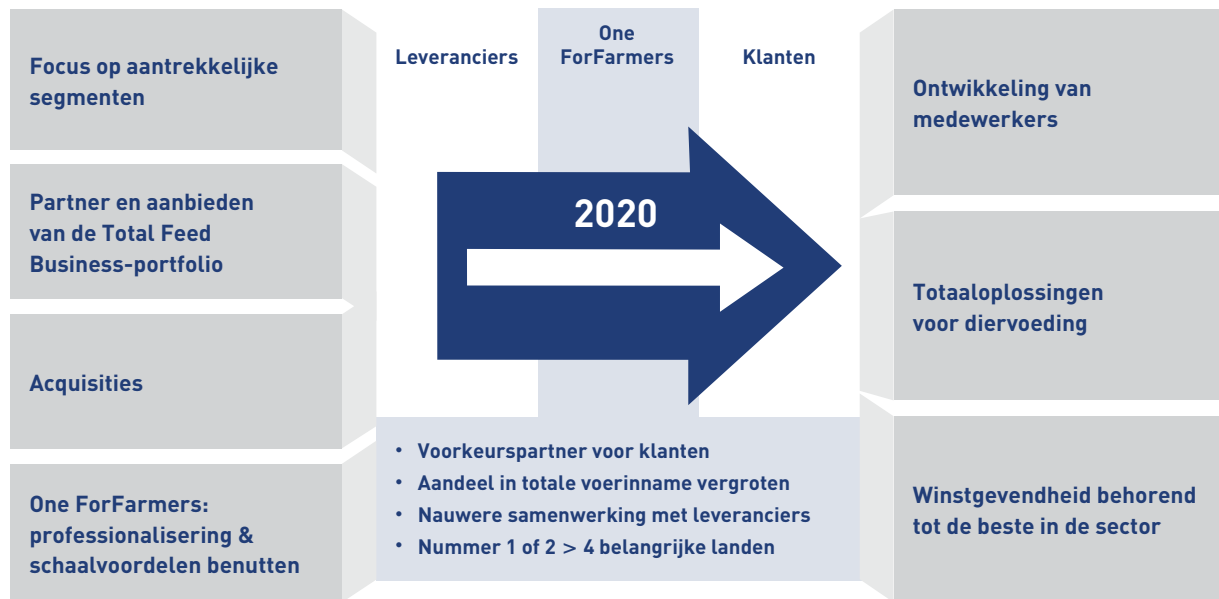 Focus op aantrekkelijke
segmenten
Partner en aanbieden
van de Total Feed
Business-portfolio
Acquisities
One ForFarmers:
professionalisering &
schaalvoordelen benutten
Leveranciers
One
ForFarmers
Klanten
2020
• Voorkeurspartner voor klanten
• Aandeel in totale voerinname vergroten
• Nauwere samenwerking met leveranciers
• Nummer 1 of 2 > 4 belangrijke landen
Ontwikkeling van
medewerkers
Totaaloplossingen
voor diervoeding
Winstgevendheid behorend
tot de beste in de sector